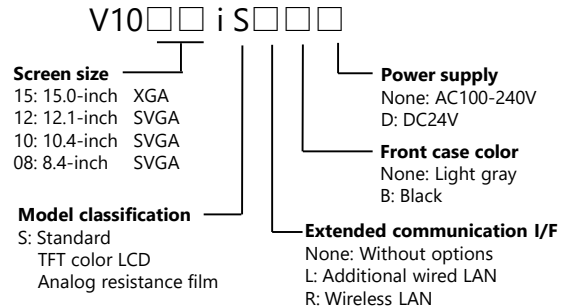 V10□□ i S□□□
Screen size
15: 15.0-inch XGA
12: 12.1-inch SVGA
10: 10.4-inch SVGA
08: 8.4-inch SVGA
Model classification
S: Standard
TFT color LCD
Analog resistance film
Power supply
None: AC100-240V
D: DC24V
Front case color
None: Light gray
B: Black
Extended communication I/F
None: Without options
L: Additional wired LAN
R: Wireless LAN